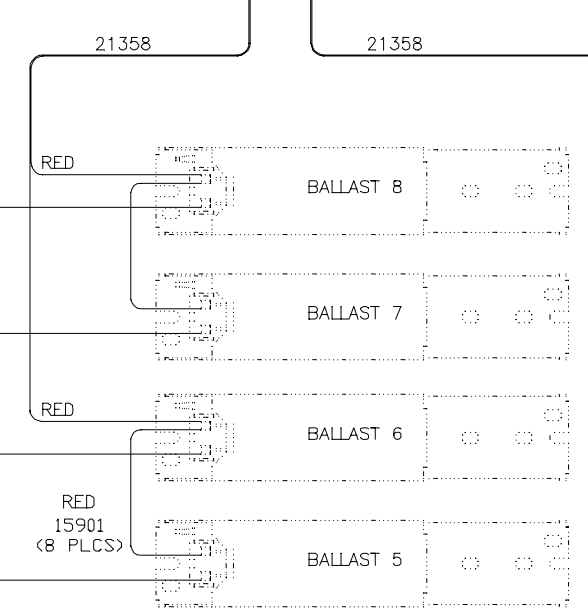 21358
21358
RED
BALLAST 8
BALLAST 7
RED
BALLAST 6
RED
15901
(8 PLCS)
BALLAST 5